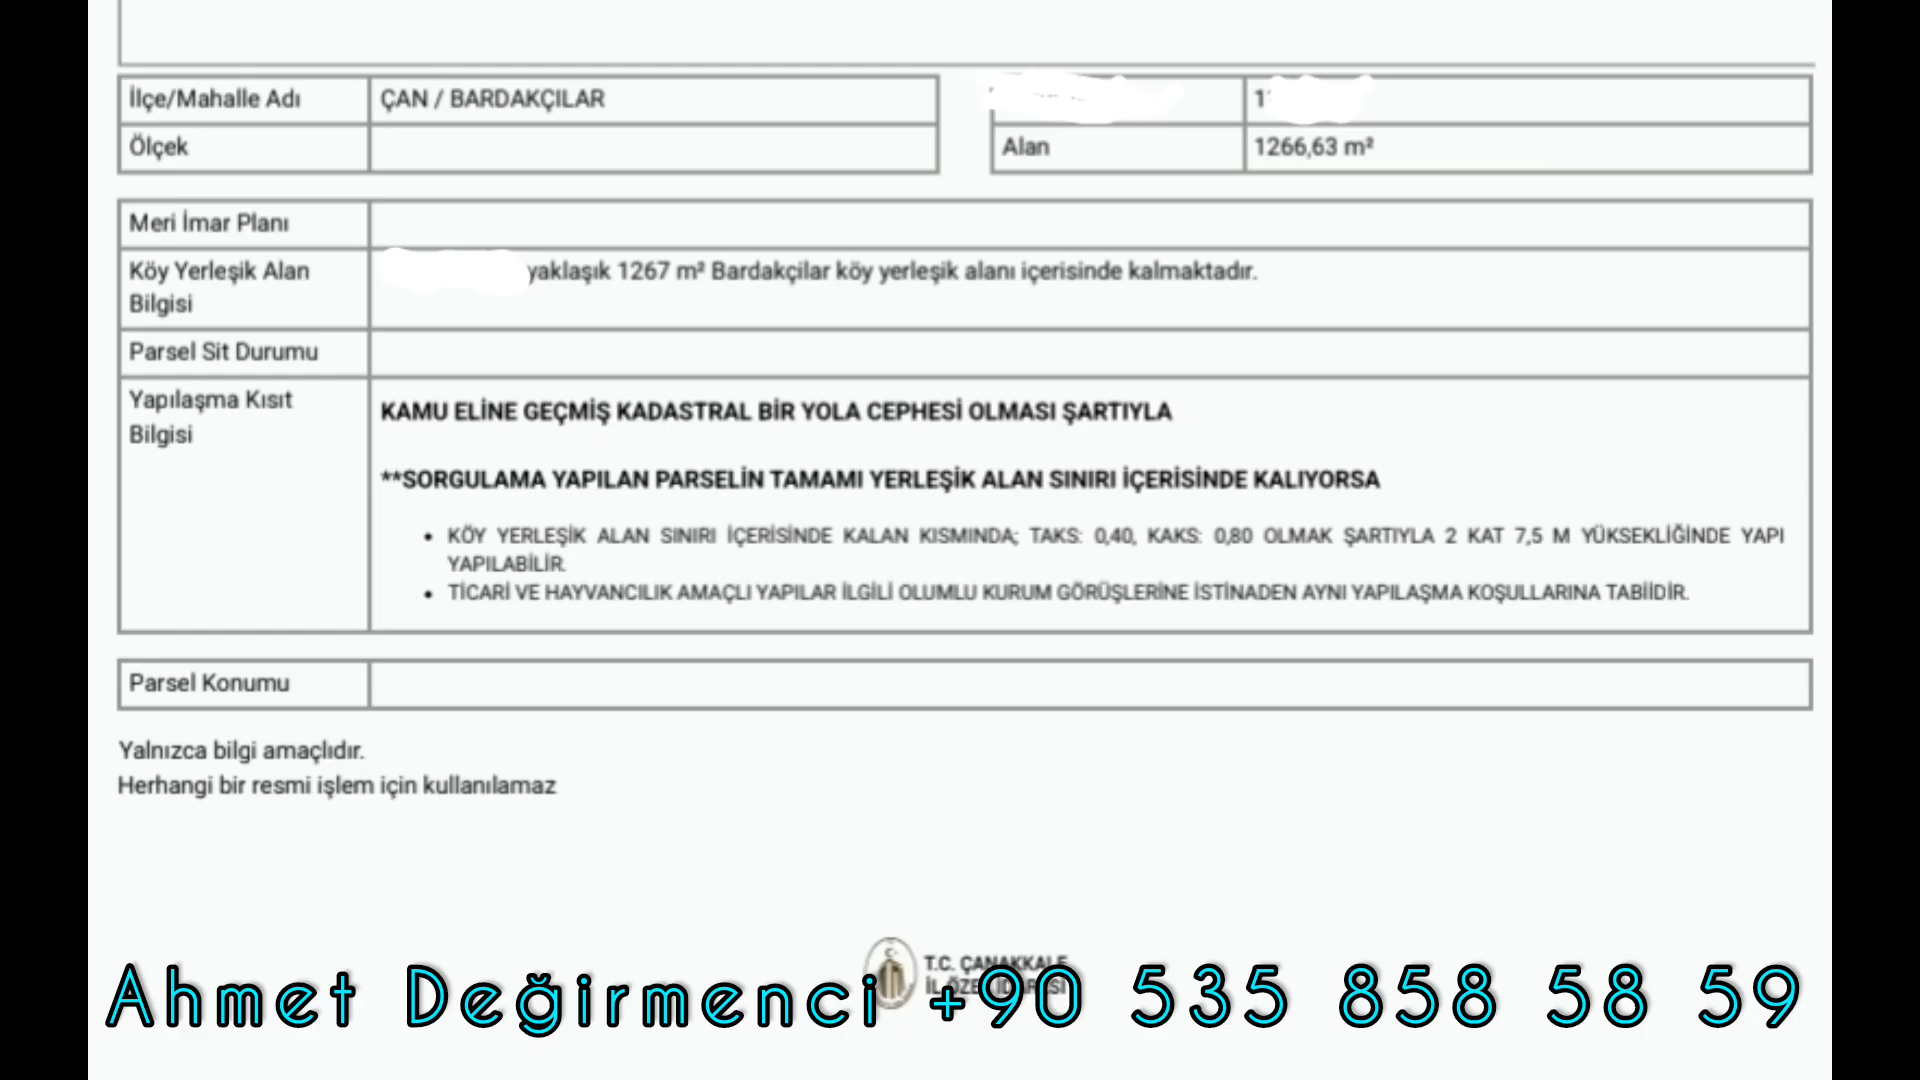 İlçe/Mahalle Adı
ÇAN / BARDAKÇILAR
Ölçek
Alan
1266,63 m²
Meri İmar Planı
Köy Yerleşik Alan
Bilgisi
yaklaşık 1267 m² Bardakçilar köy yerleşik alanı içerisinde kalmaktadır.
Parsel Sit Durumu
Yapılaşma Kısıt
Bilgisi
KAMU ELİNE GEÇMİŞ KADASTRAL BİR YOLA CEPHESİ OLMASI ŞARTIYLA
**SORGULAMA YAPILAN PARSELİN TAMAMI YERLEŞİK ALAN SINIRI İÇERİSİNDE KALIYORSA
• KÖY YERLEŞİK ALAN SINIRI İÇERİSİNDE KALAN KISMINDA; TAKS: 0,40, KAKS: 0,80 OLMAK ŞARTIYLA 2 KAT 7,5 M YÜKSEKLİĞİNDE YAPI
YAPILABİLİR.
• TİCARİ VE HAYVANCILIK AMAÇLI YAPILAR İLGİLİ OLUMLU KURUM GÖRÜŞLERİNE İSTİNADEN AYNI YAPILAŞMA KOŞULLARINA TABİİDİR.
Parsel Konumu
Yalnızca bilgi amaçlıdır.
Herhangi bir resmi işlem için kullanılamaz
T.C. ÇANAKKALE
İL ÖZEL İDARESİ
Ahmet Değirmenci +90 535 858 58 59